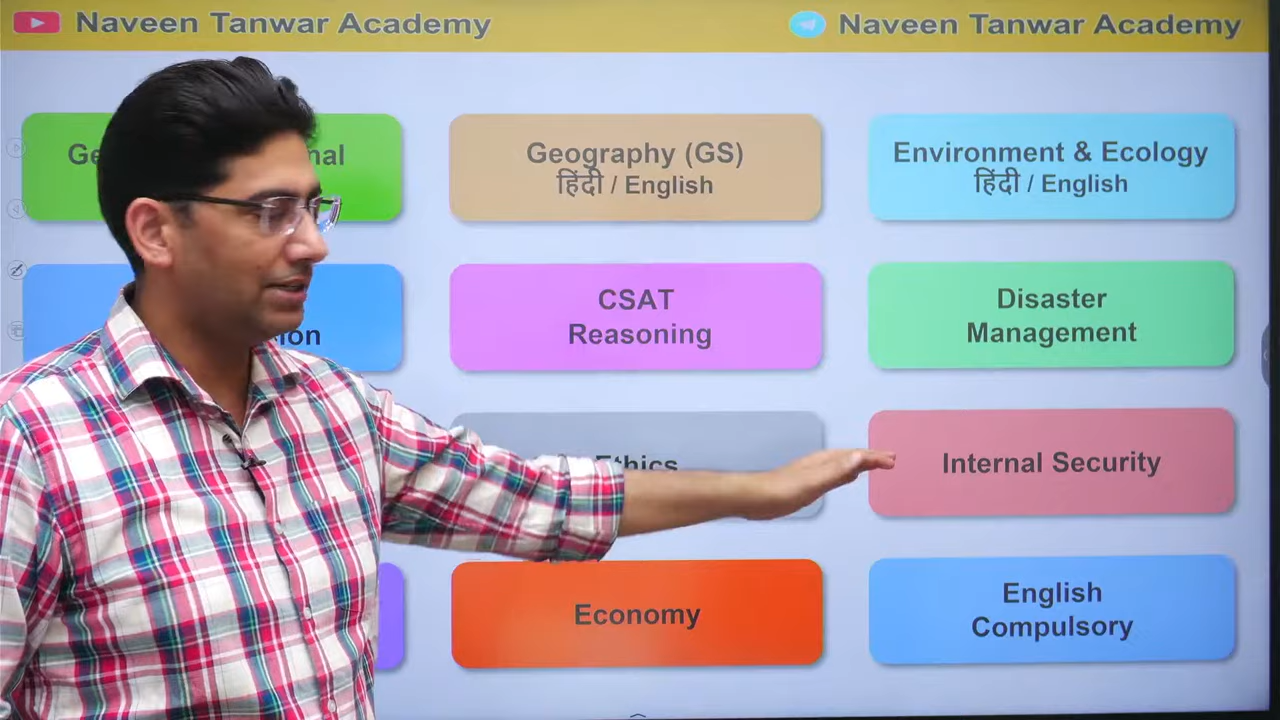 Naveen Tanwar Academy
Naveen Tanwar Academy
Geography (GS)
हिंदी / English
Environment & Ecology
हिंदी / English
CSAT
Reasoning
Disaster
Management
Ethics
Internal Security
Economy
English
Compulsory